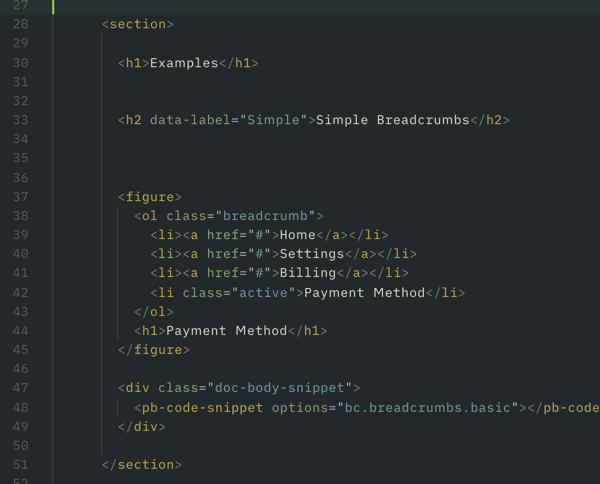 27
28 <section>
29
30 <h1>Examples</h1>
31
32
33 <h2 data-label="Simple">Simple Breadcrumbs</h2>
34
35
36
37 <figure>
38 <ol class="breadcrumb">
39 <li><a href="#">Home</a></li>
40 <li><a href="#">Settings</a></li>
41 <li><a href="#">Billing</a></li>
42 <li class="active">Payment Method</li>
43 </ol>
44 <h1>Payment Method</h1>
45 </figure>
46
47 <div class="doc-body-snippet">
48 <pb-code-snippet options="bc.breadcrumbs.basic"></pb-code
49 </div>
50
51 </section>
52